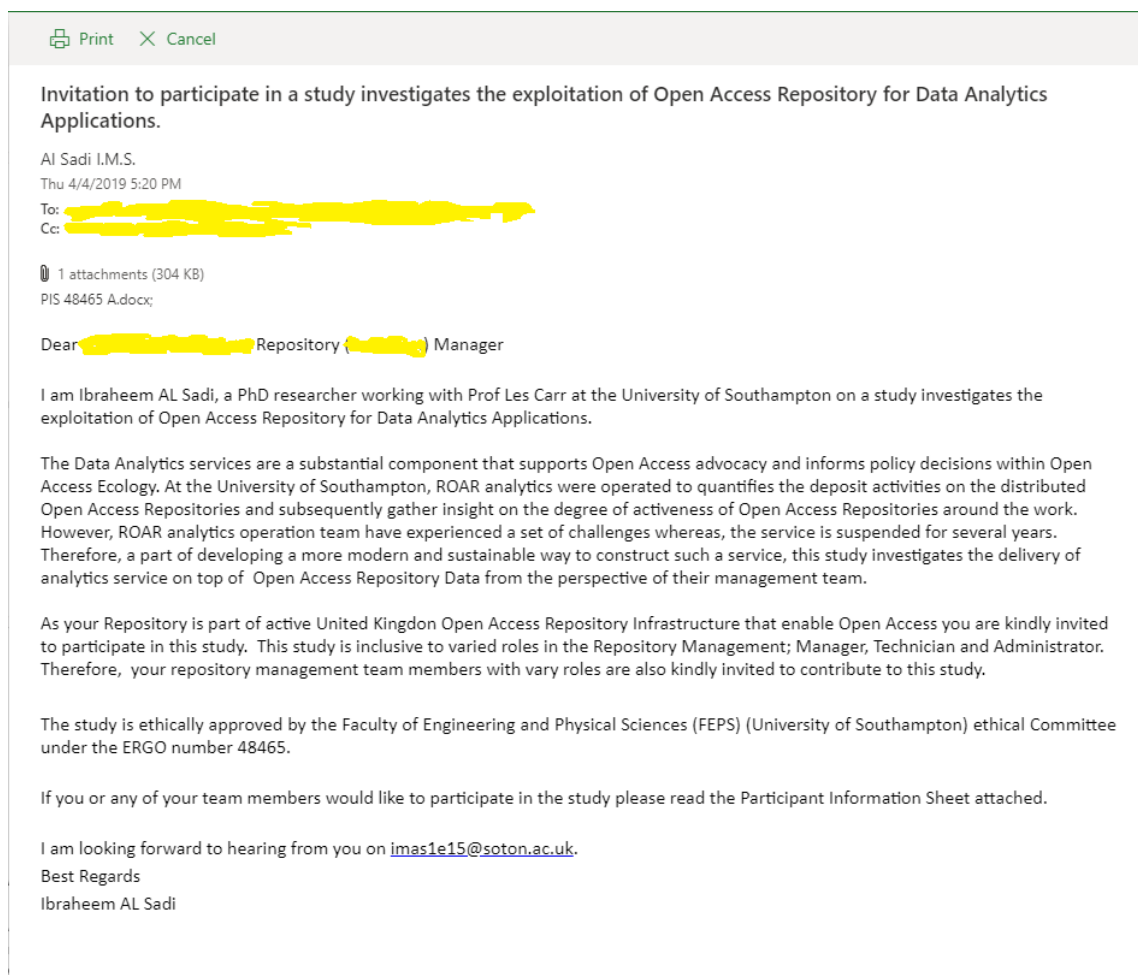 Print Cancel
Invitation to participate in a study investigates the exploitation of Open Access Repository for Data Analytics
Applications.
Al Sadi I.M.S.
Thu 4/4/2019 5:20 PM
To:
Cc:
1 attachments (304 KB)
PIS 48465 A.docx;
Dear Repository ( ) Manager
I am Ibraheem AL Sadi, a PhD researcher working with Prof Les Carr at the University of Southampton on a study investigates the
exploitation of Open Access Repository for Data Analytics Applications.
The Data Analytics services are a substantial component that supports Open Access advocacy and informs policy decisions within Open
Access Ecology. At the University of Southampton, ROAR analytics were operated to quantifies the deposit activities on the distributed
Open Access Repositories and subsequently gather insight on the degree of activeness of Open Access Repositories around the work.
However, ROAR analytics operation team have experienced a set of challenges whereas, the service is suspended for several years.
Therefore, a part of developing a more modern and sustainable way to construct such a service, this study investigates the delivery of
analytics service on top of  Open Access Repository Data from the perspective of their management team.
As your Repository is part of active United Kingdom Open Access Repository Infrastructure that enable Open Access you are kindly invited
to participate in this study.  This study is inclusive to varied roles in the Repository Management; Manager, Technician and Administrator.
Therefore,  your repository management team members with vary roles are also kindly invited to contribute to this study.
The study is ethically approved by the Faculty of Engineering and Physical Sciences (FEPS) (University of Southampton) ethical Committee
under the ERGO number 48465.
If you or any of your team members would like to participate in the study please read the Participant Information Sheet attached.
I am looking forward to hearing from you on imas1e15@soton.ac.uk.
Best Regards
Ibraheem AL Sadi